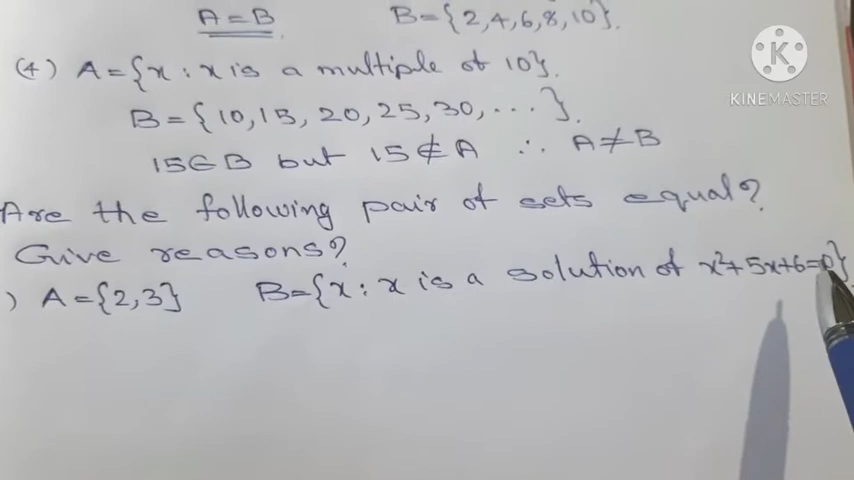 A = B B = {2, 4, 6, 8, 10}.
(4) A = {x : x is a multiple of 10}.
B = {10, 15, 20, 25, 30, ...}.
15 ∈ B but 15 ∉ A ∴ A ≠ B
Are the following pair of sets equal?
Give reasons?
) A = {2, 3} B = {x : x is a solution of x² + 5x + 6 = 0}
K
KINEMASTER